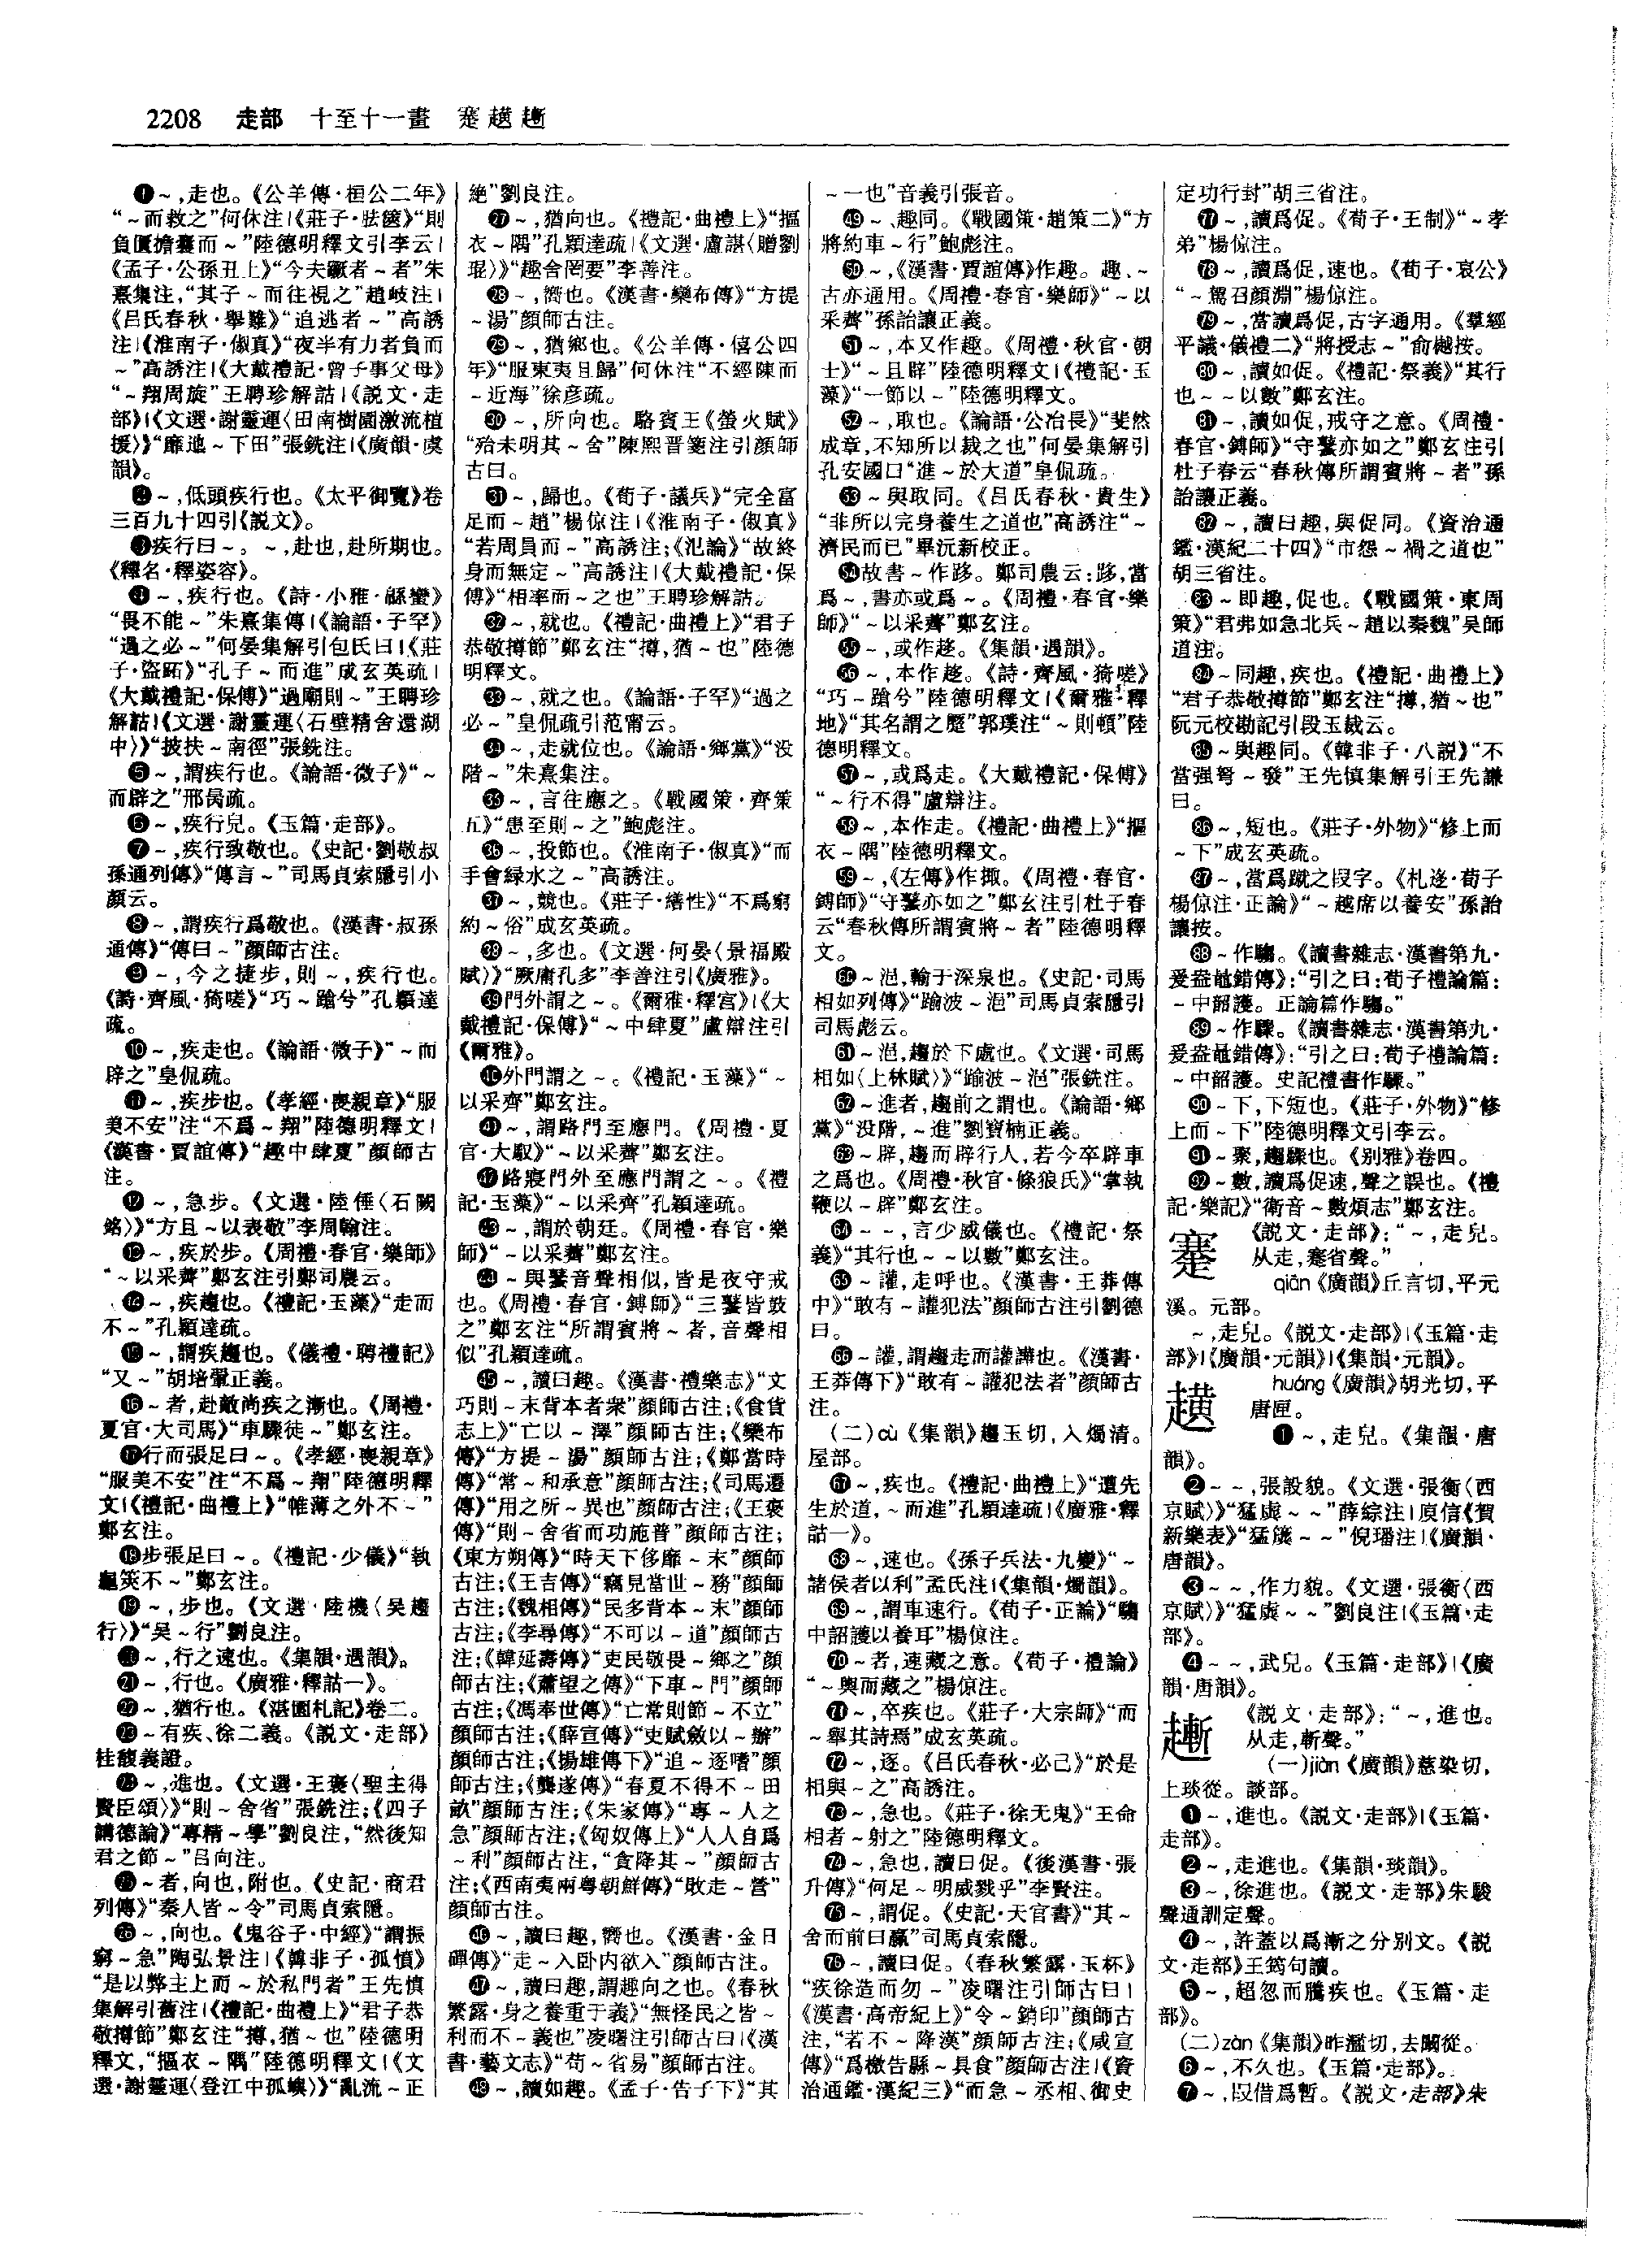 2208 走部 十至十一畫 𧽐趪趰
❶～,走也。《公羊傳·桓公二年》
“～而救之”何休注|《莊子·胠篋》“則
負匱擔囊而～”陸德明釋文引李云|
《孟子·公孫丑上》“今夫蹶者～者”朱
熹集注,“其子～而往視之”趙岐注|
《吕氏春秋·舉難》“追逃者～”高誘
注|《淮南子·俶真》“夜半有力者負而
～”高誘注|《大戴禮記·曾子事父母》
“～翔周旋”王聘珍解詁|《説文·走
部》|《文選·謝靈運〈田南樹園激流植
援〉》“靡迤～下田”張銑注|《廣韻·虞
韻》。
❷～,低頭疾行也。《太平御覽》卷
三百九十四引《説文》。
❸疾行曰～。～,赴也,赴所期也。
《釋名·釋姿容》。
❹～,疾行也。《詩·小雅·緜蠻》
“畏不能～”朱熹集傳|《論語·子罕》
“過之必～”何晏集解引包氏曰|《莊
子·盗跖》“孔子～而進”成玄英疏|
《大戴禮記·保傅》“過廟則～”王聘珍
解詁|《文選·謝靈運〈石壁精舍還湖
中〉》“披扶～南徑”張銑注。
❺～,謂疾行也。《論語·微子》“～
而辟之”邢昺疏。
❻～,疾行皃。《玉篇·走部》。
❼～,疾行致敬也。《史記·劉敬叔
孫通列傳》“傳言～”司馬貞索隱引小
顔云。
❽～,謂疾行爲敬也。《漢書·叔孫
通傳》“傳曰～”顔師古注。
❾～,今之捷步,則～,疾行也。
《詩·齊風·猗嗟》“巧～蹌兮”孔穎達
疏。
❿～,疾走也。《論語·微子》“～而
辟之”皇侃疏。
⓫～,疾步也。《孝經·喪親章》“服
美不安”注“不爲～翔”陸德明釋文|
《漢書·賈誼傳》“趣中肆夏”顔師古
注。
⓬～,急步。《文選·陸倕〈石闕
銘〉》“方且～以表敬”李周翰注。
⓭～,疾於步。《周禮·春官·樂師》
“～以采薺”鄭玄注引鄭司農云。
⓮～,疾趨也。《禮記·玉藻》“走而
不～”孔穎達疏。
⓯～,謂疾趨也。《儀禮·聘禮記》
“又～”胡培翬正義。
⓰～者,赴敵尚疾之漸也。《周禮·
夏官·大司馬》“車驟徒～”鄭玄注。
⓱行而張足曰～。《孝經·喪親章》
“服美不安”注“不爲～翔”陸德明釋
文|《禮記·曲禮上》“帷薄之外不～”
鄭玄注。
⓲步張足曰～。《禮記·少儀》“執
龜筴不～”鄭玄注。
⓳～,步也。《文選·陸機〈吴趨
行〉》“吴～行”劉良注。
⓴～,行之速也。《集韻·遇韻》。
㉑～,行也。《廣雅·釋詁一》。
㉒～,猶行也。《湛園札記》卷二。
㉓～有疾、徐二義。《説文·走部》
桂馥義證。
㉔～,進也。《文選·王褒〈聖主得
賢臣頌〉》“則～舍省”張銑注;《四子
講德論》“專精～學”劉良注,“然後知
君之節～”吕向注。
㉕～者,向也,附也。《史記·商君
列傳》“秦人皆～令”司馬貞索隱。
㉖～,向也。《鬼谷子·中經》“謂振
窮～急”陶弘景注|《韓非子·孤憤》
“是以弊主上而～於私門者”王先慎
集解引舊注|《禮記·曲禮上》“君子恭
敬撙節”鄭玄注“撙,猶～也”陸德明
釋文,“摳衣～隅”陸德明釋文|《文
選·謝靈運〈登江中孤嶼〉》“亂流～正
絶”劉良注。
㉗～,猶向也。《禮記·曲禮上》“摳
衣～隅”孔穎達疏|《文選·盧諶〈贈劉
琨〉》“趣舍罔要”李善注。
㉘～,嚮也。《漢書·欒布傳》“方提
～湯”顔師古注。
㉙～,猶鄉也。《公羊傳·僖公四
年》“服東夷且歸”何休注“不經陳而
～近海”徐彦疏。
㉚～,所向也。駱賓王《螢火賦》
“殆未明其～舍”陳熙晋箋注引顔師
古曰。
㉛～,歸也。《荀子·議兵》“完全富
足而～趙”楊倞注|《淮南子·俶真》
“若周員而～”高誘注;《氾論》“故終
身而無定～”高誘注|《大戴禮記·保
傅》“相率而～之也”王聘珍解詁。
㉜～,就也。《禮記·曲禮上》“君子
恭敬撙節”鄭玄注“撙,猶～也”陸德
明釋文。
㉝～,就之也。《論語·子罕》“過之
必～”皇侃疏引范甯云。
㉞～,走就位也。《論語·鄉黨》“没
階～”朱熹集注。
㉟～,言往應之。《戰國策·齊策
五》“患至則～之”鮑彪注。
㊱～,投節也。《淮南子·俶真》“而
手會緑水之～”高誘注。
㊲～,競也。《莊子·繕性》“不爲窮
約～俗”成玄英疏。
㊳～,多也。《文選·何晏〈景福殿
賦〉》“厥庸孔多”李善注引《廣雅》。
㊴門外謂之～。《爾雅·釋宫》|《大
戴禮記·保傅》“～中肆夏”盧辯注引
《爾雅》。
㊵外門謂之～。《禮記·玉藻》“～
以采齊”鄭玄注。
㊶～,謂路門至應門。《周禮·夏
官·大馭》“～以采薺”鄭玄注。
㊷路寢門外至應門謂之～。《禮
記·玉藻》“～以采齊”孔穎達疏。
㊸～,謂於朝廷。《周禮·春官·樂
師》“～以采薺”鄭玄注。
㊹～與鼜音聲相似,皆是夜守戒
也。《周禮·春官·鎛師》“三鼜皆鼓
之”鄭玄注“所謂賓將～者,音聲相
似”孔穎達疏。
㊺～,讀曰趣。《漢書·禮樂志》“文
巧則～末背本者衆”顔師古注;《食貨
志上》“亡以～澤”顔師古注;《欒布
傳》“方提～湯”顔師古注;《鄭當時
傳》“常～和承意”顔師古注;《司馬遷
傳》“用之所～異也”顔師古注;《王褒
傳》“則～舍省而功施普”顔師古注;
《東方朔傳》“時天下侈靡～末”顔師
古注;《王吉傳》“竊見當世～務”顔師
古注;《魏相傳》“民多背本～末”顔師
古注;《李尋傳》“不可以～道”顔師古
注;《韓延壽傳》“吏民敬畏～鄉之”顔
師古注;《蕭望之傳》“下車～門”顔師
古注;《馮奉世傳》“亡常則節～不立”
顔師古注;《薛宣傳》“吏賦斂以～辦”
顔師古注;《揚雄傳下》“追～逐嗜”顔
師古注;《龔遂傳》“春夏不得不～田
畝”顔師古注;《朱家傳》“專～人之
急”顔師古注;《匈奴傳上》“人人自爲
～利”顔師古注,“貪降其～”顔師古
注;《西南夷兩粤朝鮮傳》“敗走～營”
顔師古注。
㊻～,讀曰趣,嚮也。《漢書·金日
磾傳》“走～入卧内欲入”顔師古注。
㊼～,讀曰趣,謂趣向之也。《春秋
繁露·身之養重于義》“無怪民之皆～
利而不～義也”凌曙注引師古曰|《漢
書·藝文志》“苟～省易”顔師古注。
㊽～,讀如趣。《孟子·告子下》“其
～一也”音義引張音。
㊾～、趣同。《戰國策·趙策二》“方
將約車～行”鮑彪注。
㊿～,《漢書·賈誼傳》作趣。趣、～
古亦通用。《周禮·春官·樂師》“～以
采薺”孫詒讓正義。
51～,本又作趣。《周禮·秋官·朝
士》“～且辟”陸德明釋文|《禮記·玉
藻》“一節以～”陸德明釋文。
52～,取也。《論語·公冶長》“斐然
成章,不知所以裁之也”何晏集解引
孔安國曰“進～於大道”皇侃疏。
53～與取同。《吕氏春秋·貴生》
“非所以完身養生之道也”高誘注“～
濟民而已”畢沅新校正。
54故書～作跢。鄭司農云:跢,當
爲～,書亦或爲～。《周禮·春官·樂
師》“～以采薺”鄭玄注。
55～,或作趍。《集韻·遇韻》。
56～,本作趍。《詩·齊風·猗嗟》
“巧～蹌兮”陸德明釋文|《爾雅·釋
地》“其名謂之蟨”郭璞注“～則頓”陸
德明釋文。
57～,或爲走。《大戴禮記·保傅》
“～行不得”盧辯注。
58～,本作走。《禮記·曲禮上》“摳
衣～隅”陸德明釋文。
59～,《左傳》作掫。《周禮·春官·
鎛師》“守鼜亦如之”鄭玄注引杜子春
云“春秋傳所謂賓將～者”陸德明釋
文。
60～浥,輸于深泉也。《史記·司馬
相如列傳》“踰波～浥”司馬貞索隱引
司馬彪云。
61～浥,趨於下處也。《文選·司馬
相如〈上林賦〉》“踰波～浥”張銑注。
62～進者,趨前之謂也。《論語·鄉
黨》“没階,～進”劉寶楠正義。
63～辟,趨而辟行人,若今卒辟車
之爲也。《周禮·秋官·條狼氏》“掌執
鞭以～辟”鄭玄注。
64～～,言少威儀也。《禮記·祭
義》“其行也～～以數”鄭玄注。
65～讙,走呼也。《漢書·王莽傳
中》“敢有～讙犯法”顔師古注引劉德
曰。
66～讙,謂趨走而讙譁也。《漢書·
王莽傳下》“敢有～讙犯法者”顔師古
注。
(二)cù《集韻》趨玉切,入燭清。
屋部。
67～,疾也。《禮記·曲禮上》“遭先
生於道,～而進”孔穎達疏|《廣雅·釋
詁一》。
68～,速也。《孫子兵法·九變》“～
諸侯者以利”孟氏注|《集韻·燭韻》。
69～,謂車速行。《荀子·正論》“騶
中韶護以養耳”楊倞注。
70～者,速藏之意。《荀子·禮論》
“～輿而藏之”楊倞注。
71～,卒疾也。《莊子·大宗師》“而
～舉其詩焉”成玄英疏。
72～,逐。《吕氏春秋·必己》“於是
相與～之”高誘注。
73～,急也。《莊子·徐无鬼》“王命
相者～射之”陸德明釋文。
74～,急也,讀曰促。《後漢書·張
升傳》“何足～明威戮乎”李賢注。
75～,謂促。《史記·天官書》“其～
舍而前曰贏”司馬貞索隱。
76～,讀曰促。《春秋繁露·玉杯》
“疾徐造而勿～”凌曙注引師古曰|
《漢書·高帝紀上》“令～銷印”顔師古
注,“若不～降漢”顔師古注;《咸宣
傳》“爲檄告縣～具食”顔師古注|《資
治通鑑·漢紀三》“而急～丞相、御史
定功行封”胡三省注。
77～,讀爲促。《荀子·王制》“～孝
弟”楊倞注。
78～,讀爲促,速也。《荀子·哀公》
“～駕召顔淵”楊倞注。
79～,當讀爲促,古字通用。《羣經
平議·儀禮二》“將授志～”俞樾按。
80～,讀如促。《禮記·祭義》“其行
也～～以數”鄭玄注。
81～,讀如促,戒守之意。《周禮·
春官·鎛師》“守鼜亦如之”鄭玄注引
杜子春云“春秋傳所謂賓將～者”孫
詒讓正義。
82～,讀曰趣,與促同。《資治通
鑑·漢紀二十四》“市怨～禍之道也”
胡三省注。
83～即趣,促也。《戰國策·東周
策》“君弗如急北兵～趙以秦魏”吴師
道注。
84～同趣,疾也。《禮記·曲禮上》
“君子恭敬撙節”鄭玄注“撙,猶～也”
阮元校勘記引段玉裁云。
85～與趣同。《韓非子·八説》“不
當强弩～發”王先慎集解引王先謙
曰。
86～,短也。《莊子·外物》“修上而
～下”成玄英疏。
87～,當爲蹴之叚字。《札迻·荀子
楊倞注·正論》“～越席以養安”孫詒
讓按。
88～作騶。《讀書雜志·漢書第九·
爰盎鼂錯傳》:“引之曰:荀子禮論篇:
～中韶護。正論篇作騶。”
89～作驟。《讀書雜志·漢書第九·
爰盎鼂錯傳》:“引之曰:荀子禮論篇:
～中韶護。史記禮書作驟。”
90～下,下短也。《莊子·外物》“修
上而～下”陸德明釋文引李云。
91～聚,趨驟也。《别雅》卷四。
92～數,讀爲促速,聲之誤也。《禮
記·樂記》“衛音～數煩志”鄭玄注。
𧽐 《説文·走部》:“～,走皃。
从走,蹇省聲。”
qiān《廣韻》丘言切,平元
溪。元部。
～,走皃。《説文·走部》|《玉篇·走
部》|《廣韻·元韻》|《集韻·元韻》。
趪 huáng《廣韻》胡光切,平
唐匣。
❶～,走皃。《集韻·唐
韻》。
❷～～,張設貌。《文選·張衡〈西
京賦〉》“猛虡～～”薛綜注|庾信《賀
新樂表》“猛簴～～”倪璠注|《廣韻·
唐韻》。
❸～～,作力貌。《文選·張衡〈西
京賦〉》“猛虡～～”劉良注|《玉篇·走
部》。
❹～～,武皃。《玉篇·走部》|《廣
韻·唐韻》。
趰 《説文·走部》:“～,進也。
从走,斬聲。”
(一)jiàn《廣韻》慈染切,
上琰從。談部。
❶～,進也。《説文·走部》|《玉篇·
走部》。
❷～,走進也。《集韻·琰韻》。
❸～,徐進也。《説文·走部》朱駿
聲通訓定聲。
❹～,許蓋以爲漸之分别文。《説
文·走部》王筠句讀。
❺～,超忽而騰疾也。《玉篇·走
部》。
(二)zàn《集韻》昨濫切,去闞從。
❻～,不久也。《玉篇·走部》。
❼～,叚借爲暫。《説文·走部》朱